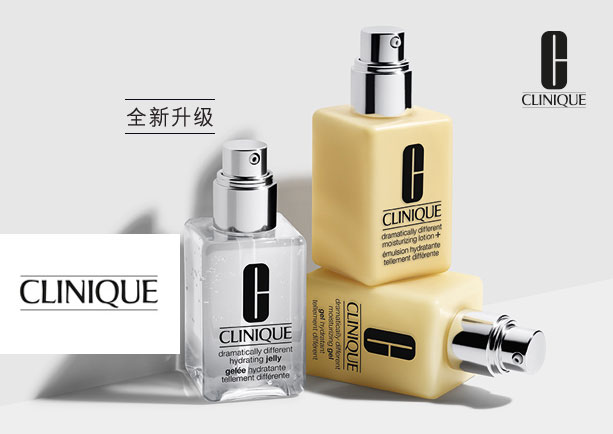 全新升级
C
CLINIQUE
CLINIQUE
C
CLINIQUE
dramatically different
moisturizing lotion+
émulsion hydratante
tellement différente
C
CLINIQUE
dramatically different
hydrating jelly
gelée hydratante
tellement différente
C
CLINIQUE
dramatically different
moisturizing gel
gel hydratant
tellement différent